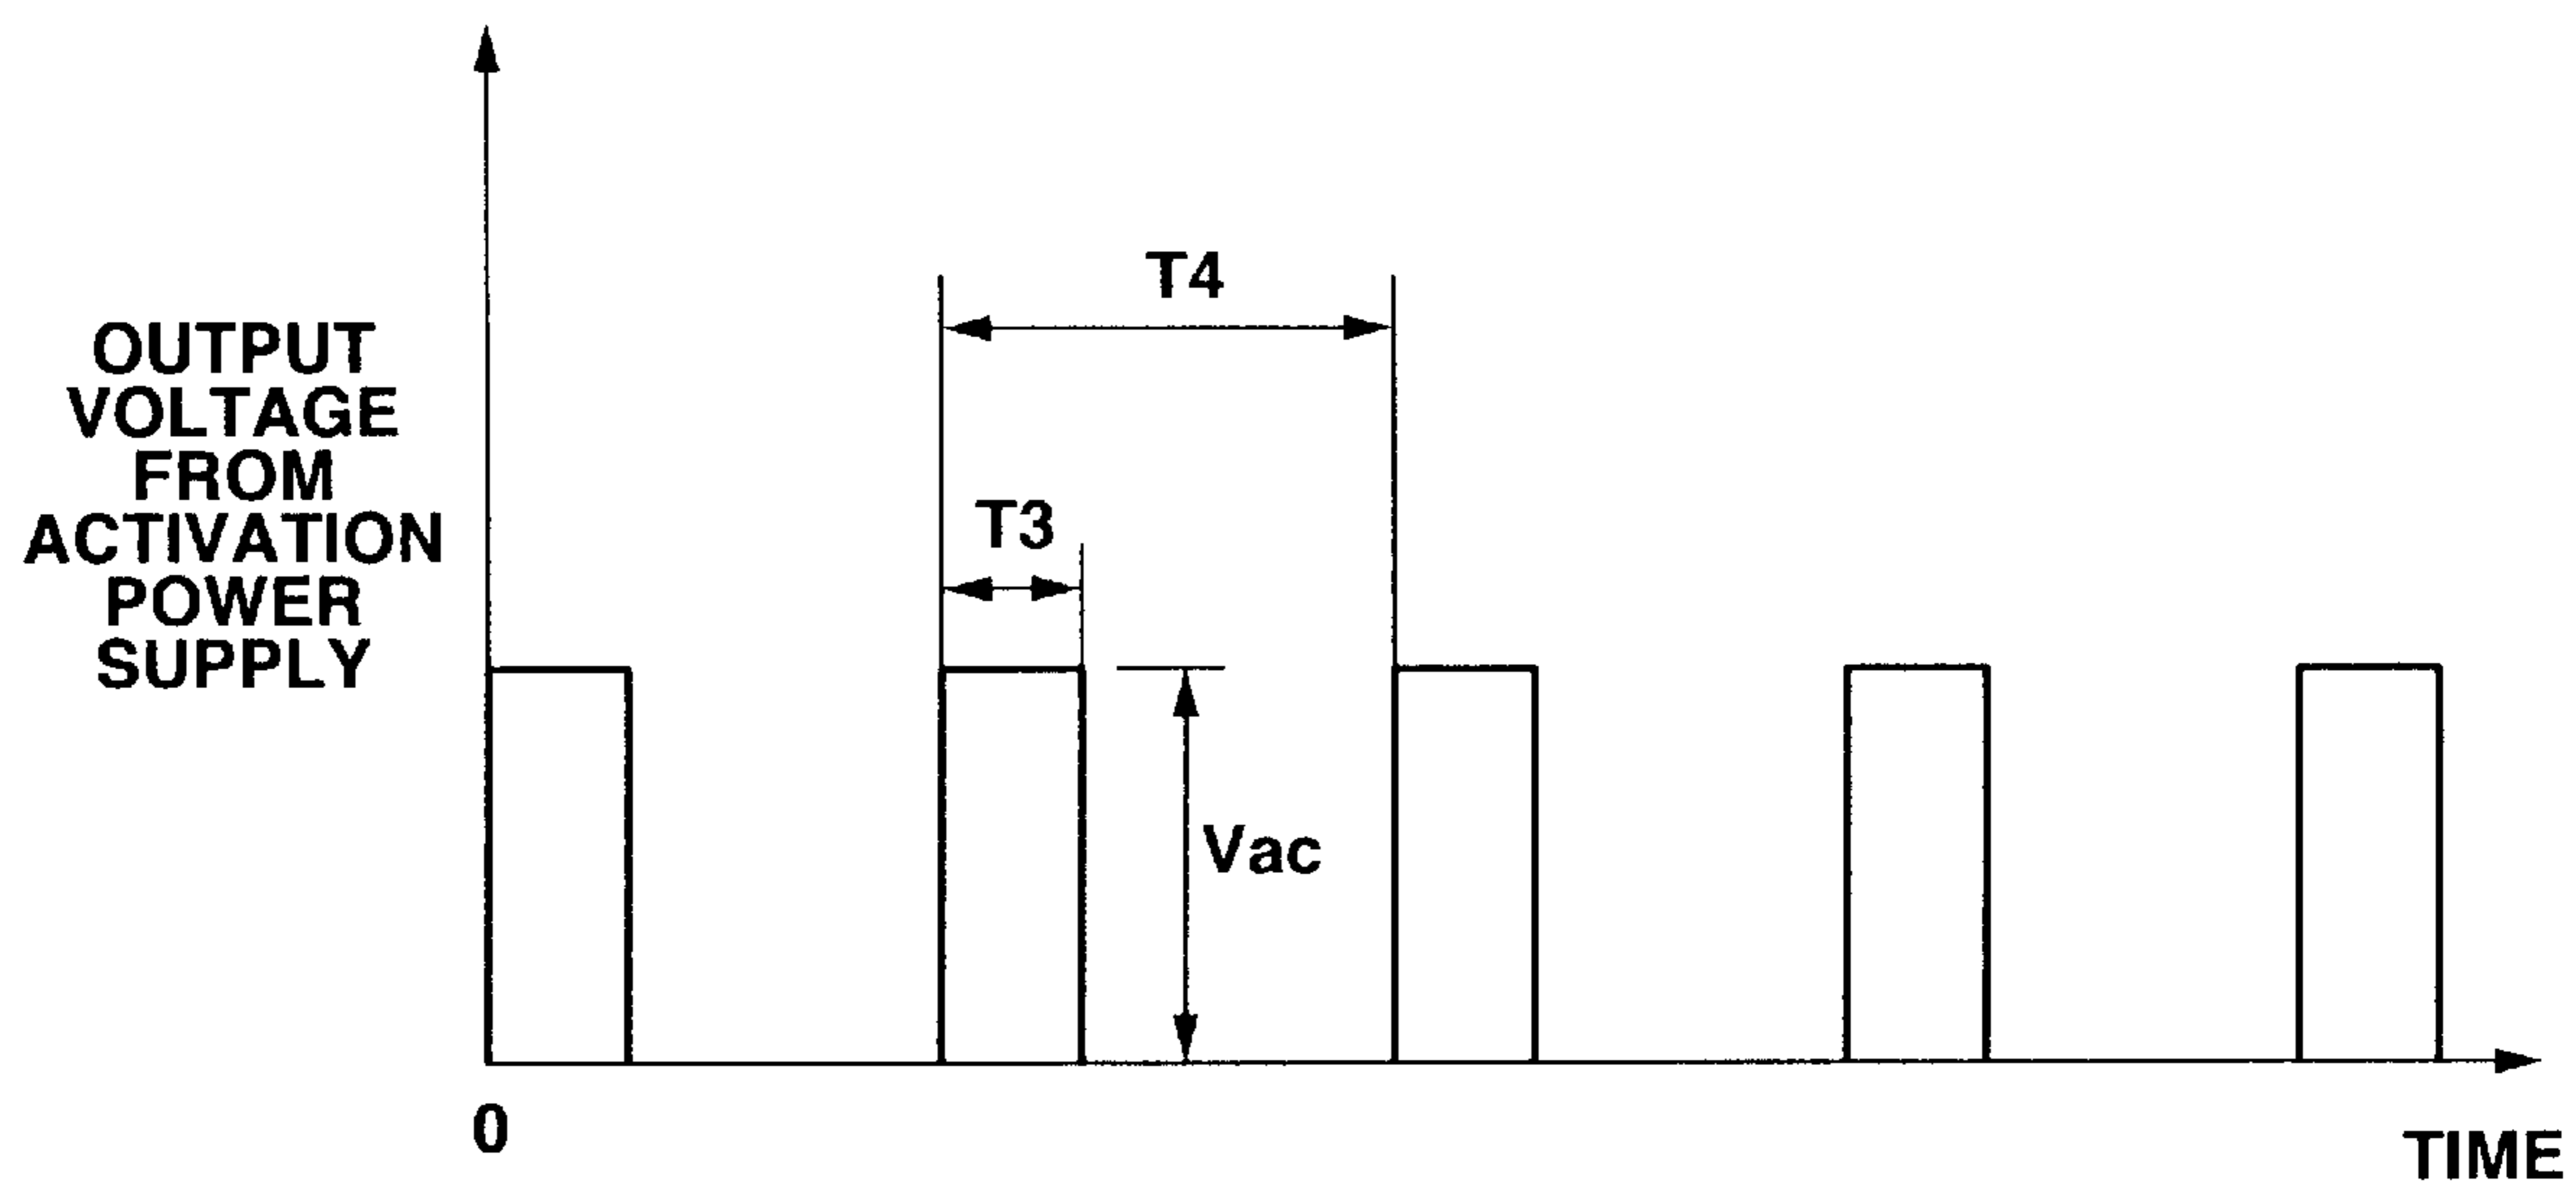 OUTPUT
VOLTAGE
FROM
ACTIVATION
POWER
SUPPLY
T4
T3
Vac
0
TIME